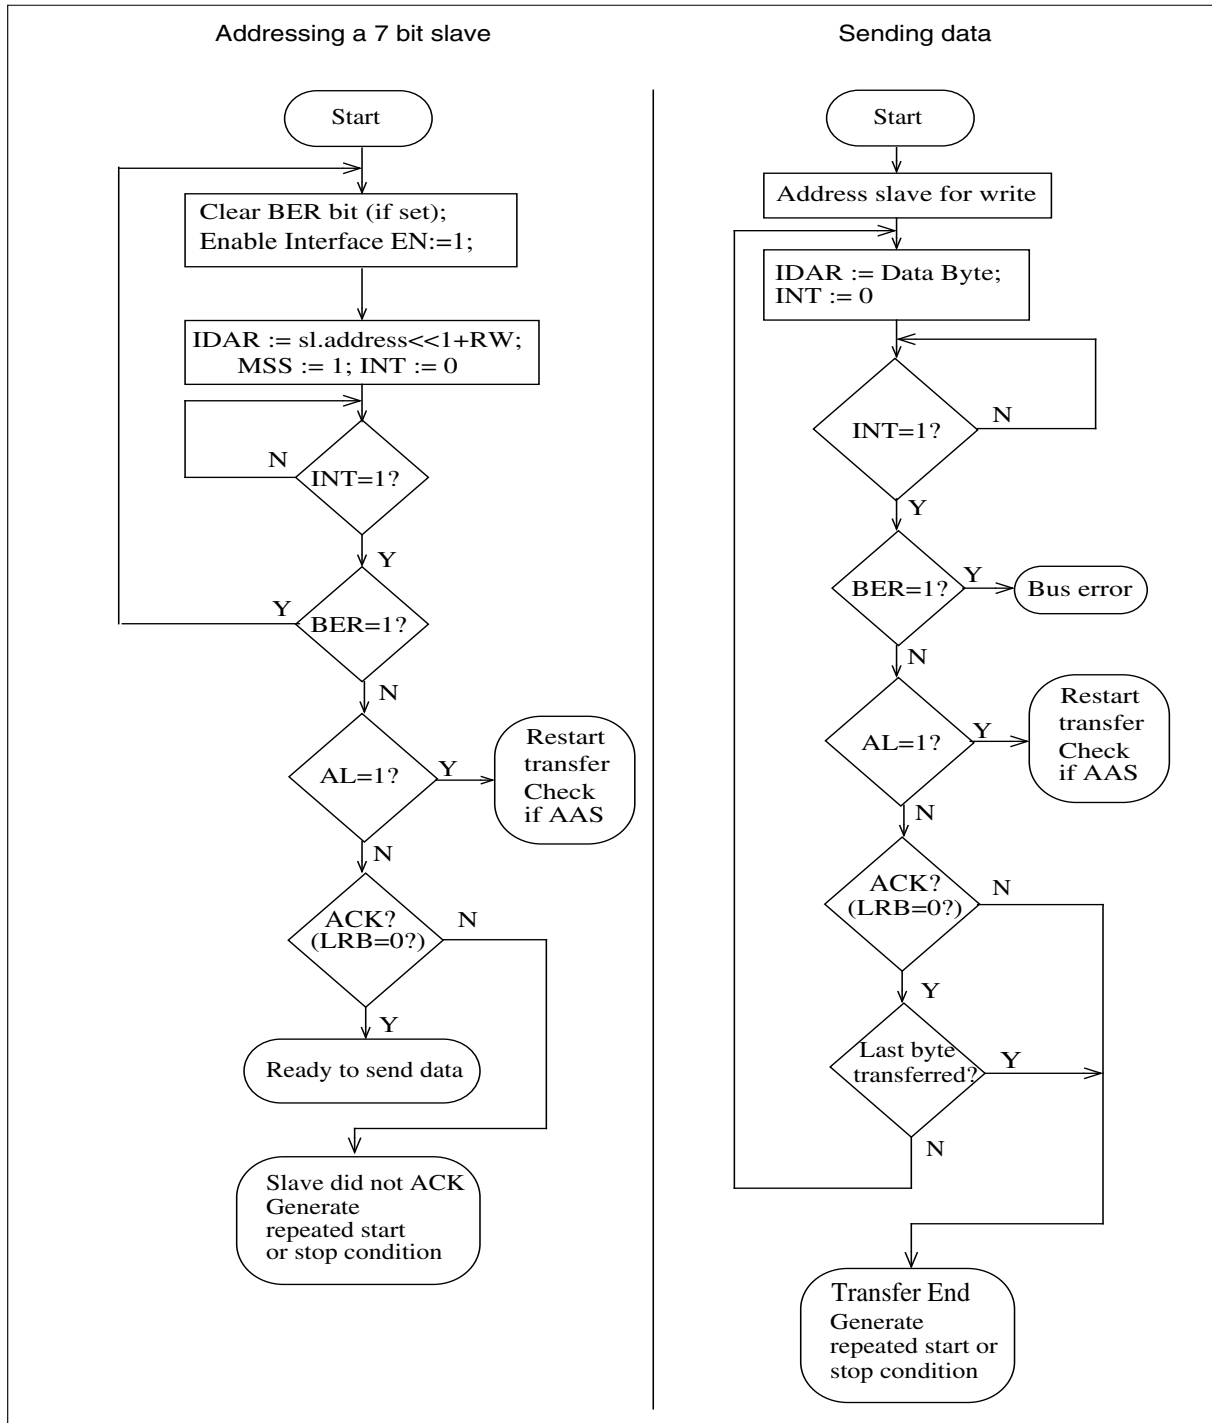 Addressing a 7 bit slave
Start
Clear BER bit (if set);
Enable Interface EN:=1;
IDAR := sl.address<<1+RW;
MSS := 1; INT := 0
N
INT=1?
Y
Y
BER=1?
N
AL=1?
Y
Restart
transfer
Check
if AAS
N
ACK?
(LRB=0?)
N
Y
Ready to send data
Slave did not ACK
Generate
repeated start
or stop condition
Sending data
Start
Address slave for write
IDAR := Data Byte;
INT := 0
INT=1?
N
Y
BER=1?
Y
Bus error
N
AL=1?
Y
Restart
transfer
Check
if AAS
N
ACK?
(LRB=0?)
N
Y
Last byte
transferred?
Y
N
Transfer End
Generate
repeated start or
stop condition